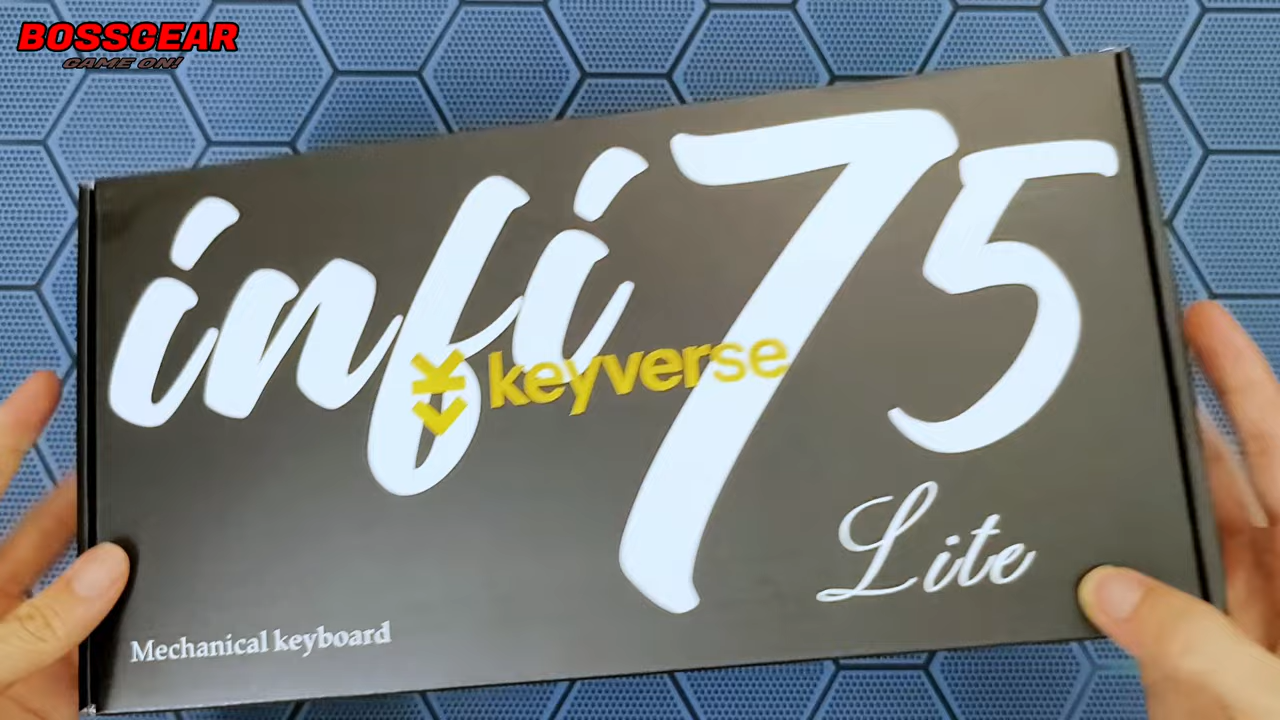 BOSSGEAR
GAME ON!
infi75
keyverse
Lite
Mechanical keyboard